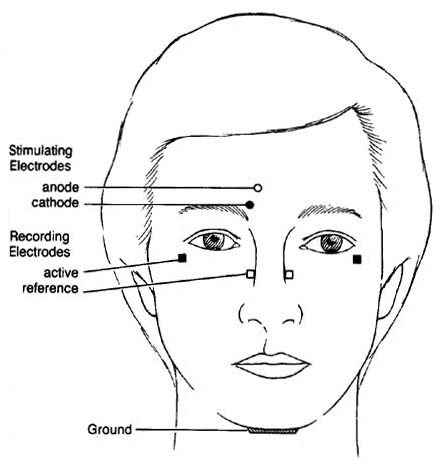 Stimulating
Electrodes
anode
cathode
Recording
Electrodes
active
reference
Ground